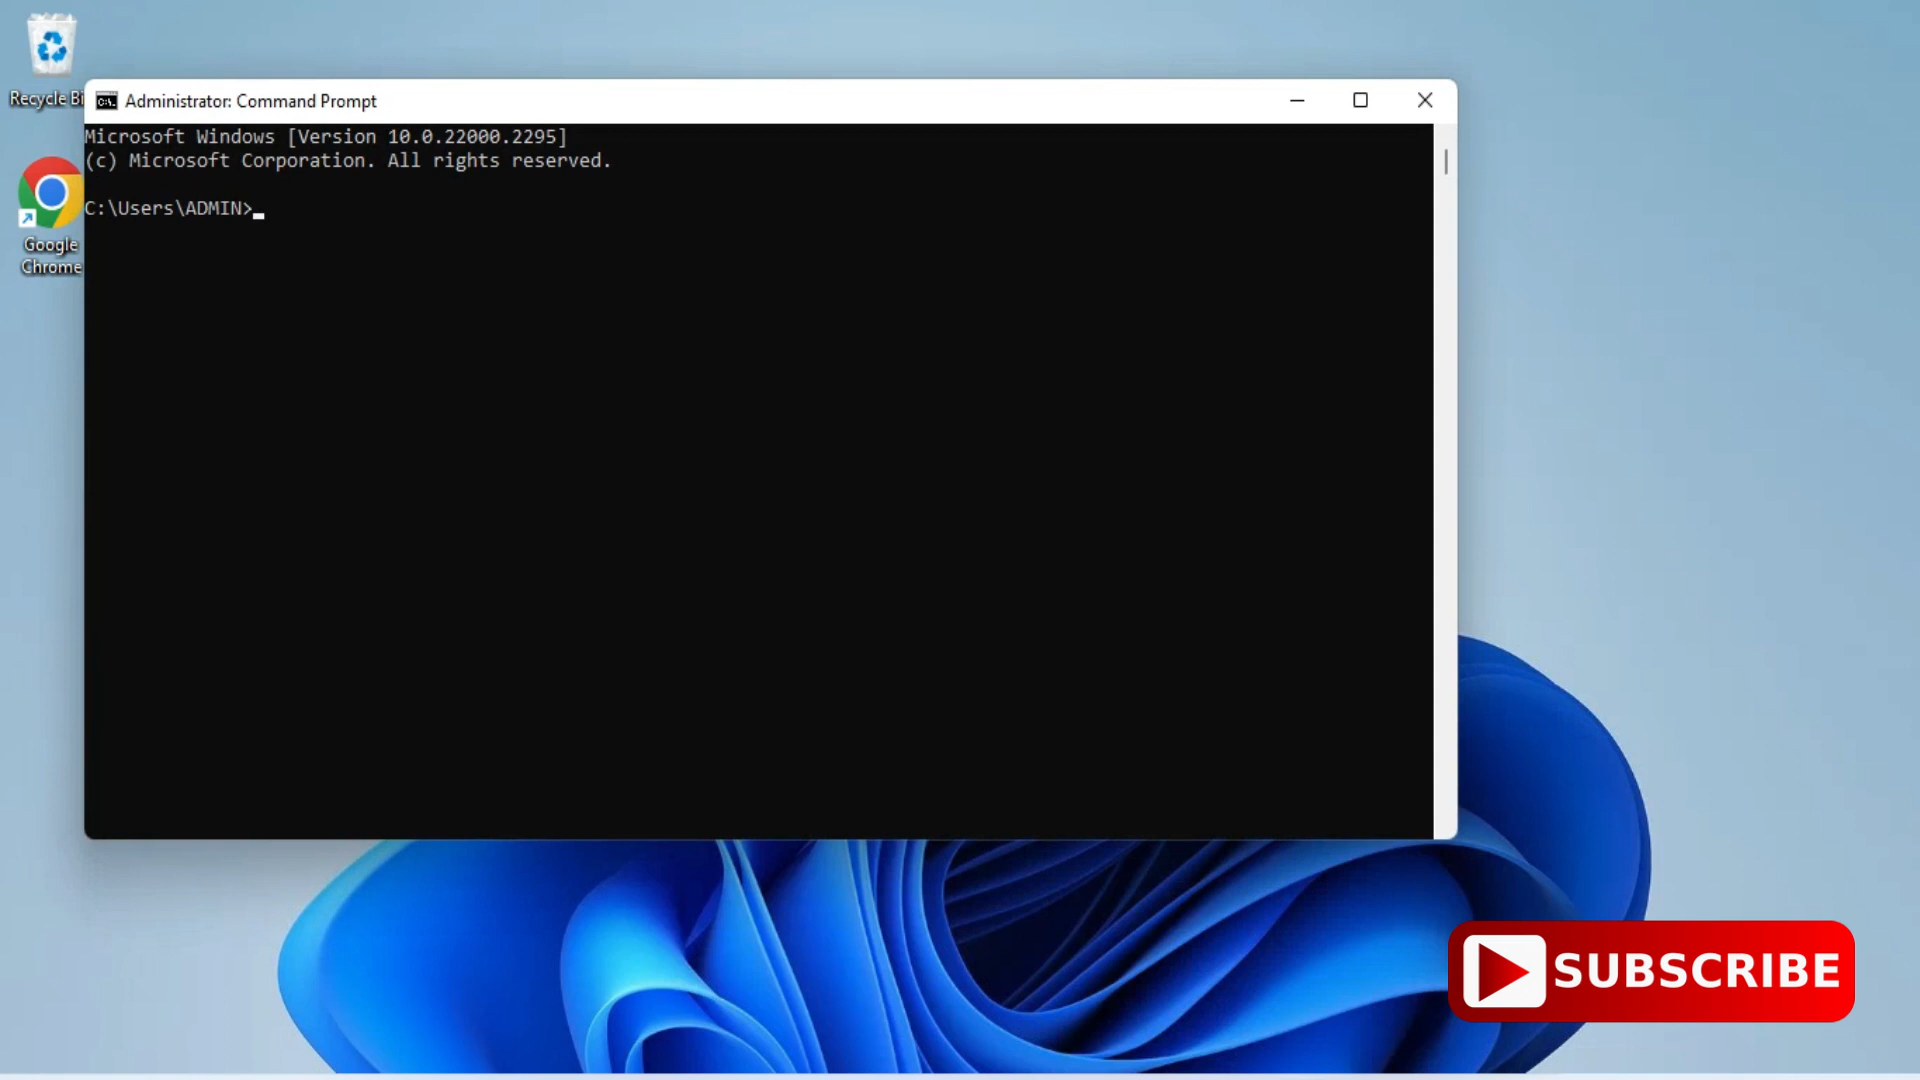 Recycle Bi
Administrator: Command Prompt
Microsoft Windows [Version 10.0.22000.2295]
(c) Microsoft Corporation. All rights reserved.
C:\Users\ADMIN>
Google
Chrome
SUBSCRIBE